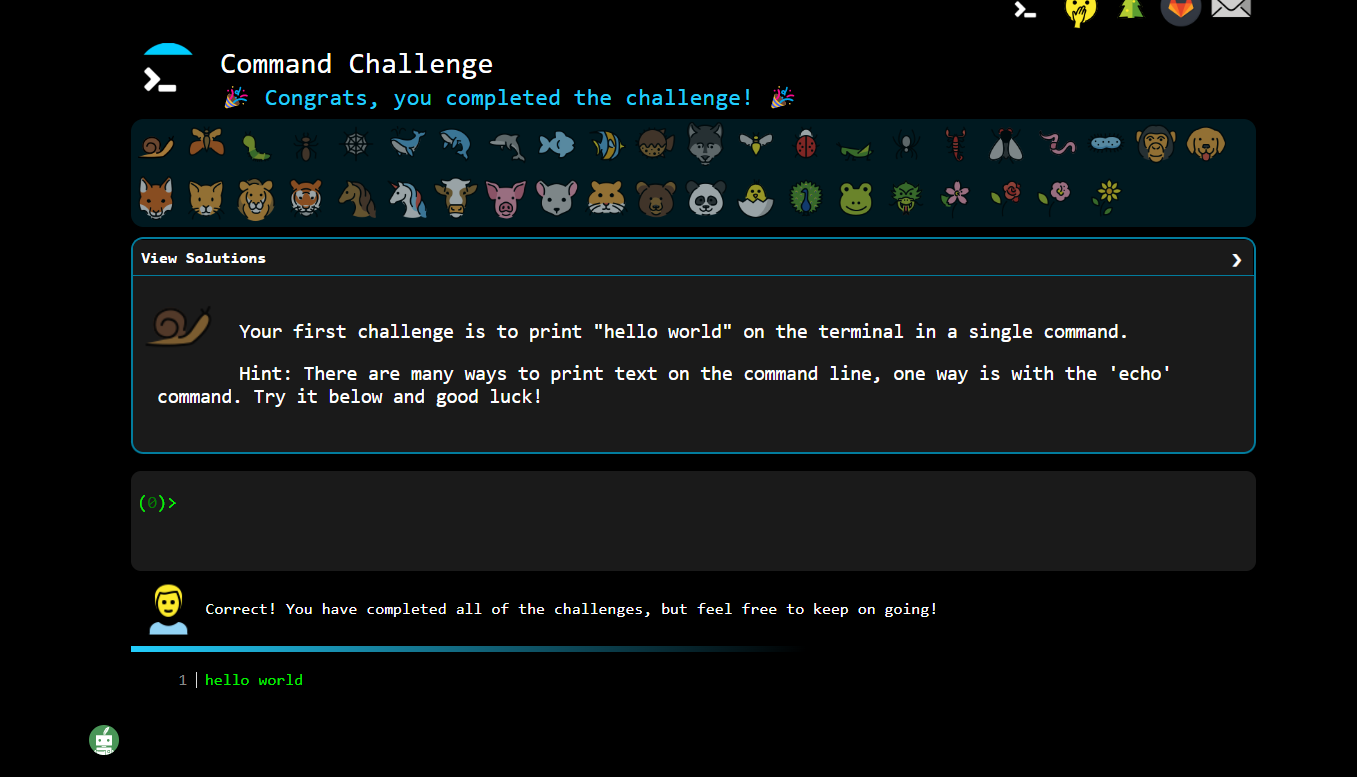 Command Challenge
🎉 Congrats, you completed the challenge! 🎉
View Solutions
Your first challenge is to print "hello world" on the terminal in a single command.
Hint: There are many ways to print text on the command line, one way is with the 'echo'
command. Try it below and good luck!
(0)>
Correct! You have completed all of the challenges, but feel free to keep on going!
1 hello world